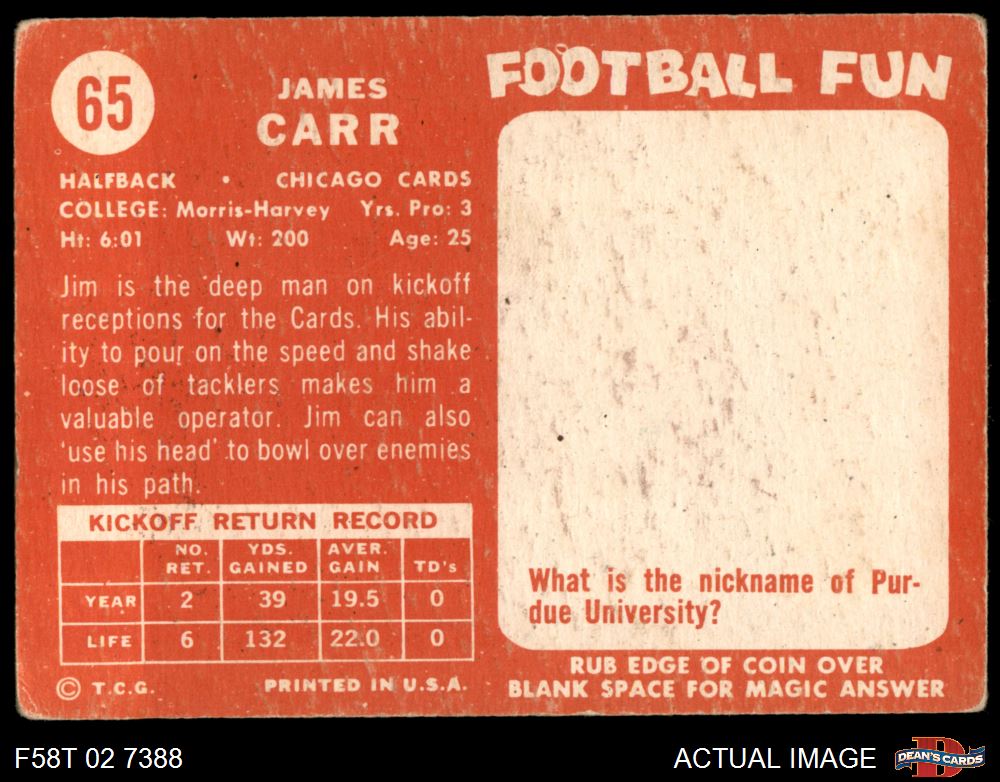 65
JAMES
CARR
HALFBACK • CHICAGO CARDS
COLLEGE: Morris-Harvey Yrs. Pro: 3
Ht: 6:01 Wt: 200 Age: 25
Jim is the deep man on kickoff
receptions for the Cards. His abil-
ity to pour on the speed and shake
loose of tacklers makes him a
valuable operator. Jim can also
'use his head' to bowl over enemies
in his path.
KICKOFF RETURN RECORD
NO. RET. YDS. GAINED AVER. GAIN TD's
YEAR 2 39 19.5 0
LIFE 6 132 22.0 0
© T.C.G. PRINTED IN U.S.A.
FOOTBALL FUN
What is the nickname of Pur-
due University?
RUB EDGE OF COIN OVER
BLANK SPACE FOR MAGIC ANSWER
F58T 02 7388
ACTUAL IMAGE
DEAN'S CARDS